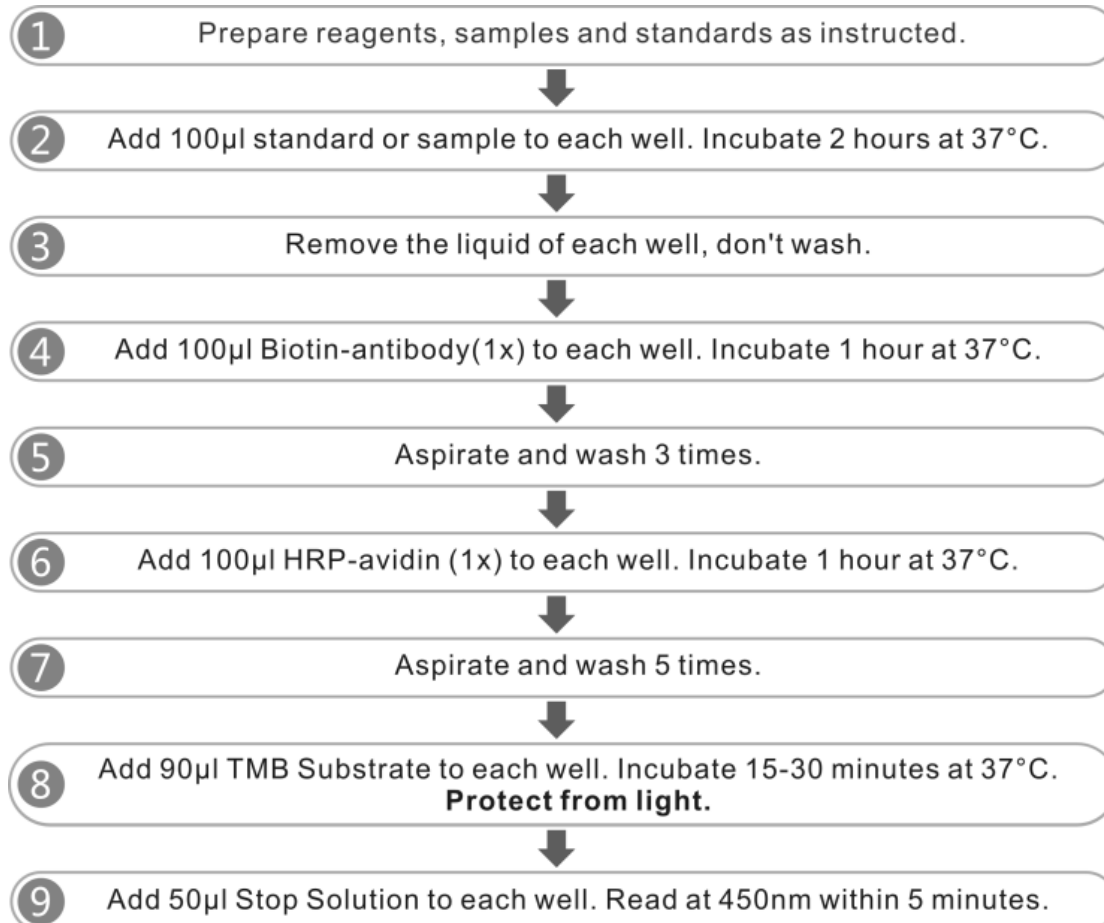 1 Prepare reagents, samples and standards as instructed.
2 Add 100µl standard or sample to each well. Incubate 2 hours at 37°C.
3 Remove the liquid of each well, don't wash.
4 Add 100µl Biotin-antibody(1x) to each well. Incubate 1 hour at 37°C.
5 Aspirate and wash 3 times.
6 Add 100µl HRP-avidin (1x) to each well. Incubate 1 hour at 37°C.
7 Aspirate and wash 5 times.
8 Add 90µl TMB Substrate to each well. Incubate 15-30 minutes at 37°C.
Protect from light.
9 Add 50µl Stop Solution to each well. Read at 450nm within 5 minutes.